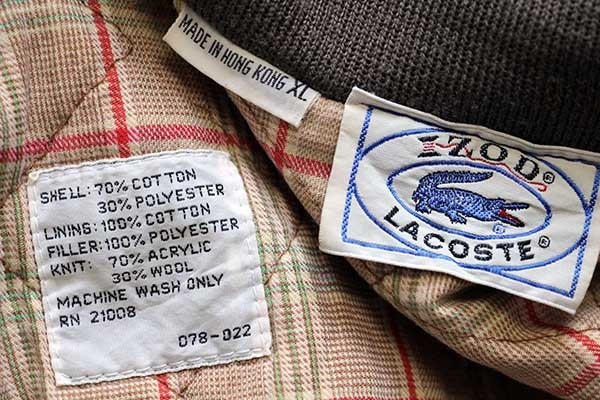 MADE IN HONG KONG XL
IZOD®
LACOSTE®
SHELL: 70% COTTON
30% POLYESTER
LINING: 100% COTTON
FILLER: 100% POLYESTER
KNIT: 70% ACRYLIC
30% WOOL
MACHINE WASH ONLY
RN 21008
078-022